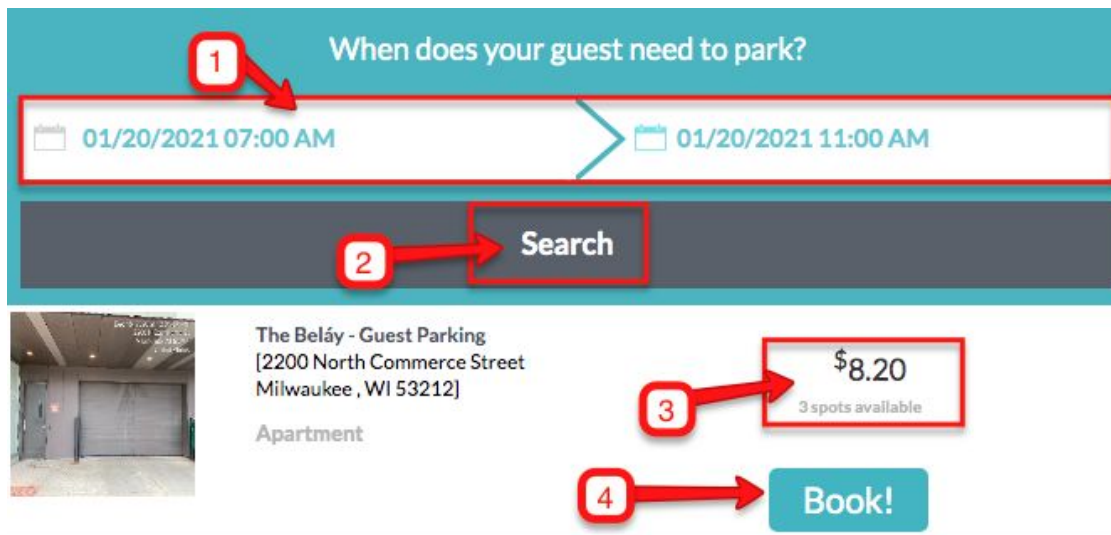 When does your guest need to park?
1
01/20/2021 07:00 AM
01/20/2021 11:00 AM
Search
2
The Beláy - Guest Parking
[2200 North Commerce Street
Milwaukee , WI 53212]
Apartment
3
$8.20
3 spots available
4
Book!